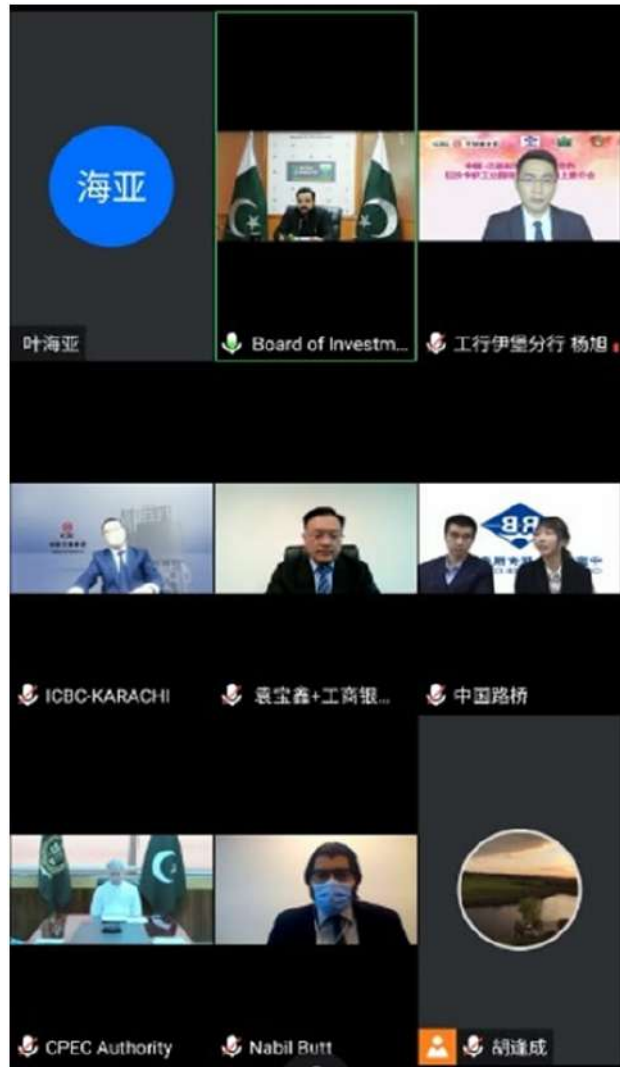 海亚
叶海亚
Board of Investm...
工行伊堡分行 杨旭
ICBC-KARACHI
袁宝鑫+工商银...
中国路桥
CPEC Authority
Nabil Butt
胡逢成